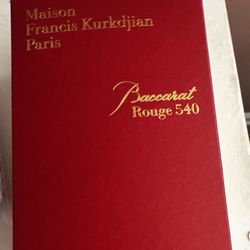 Maison
Francis Kurkdjian
Paris
Baccarat
Rouge 540